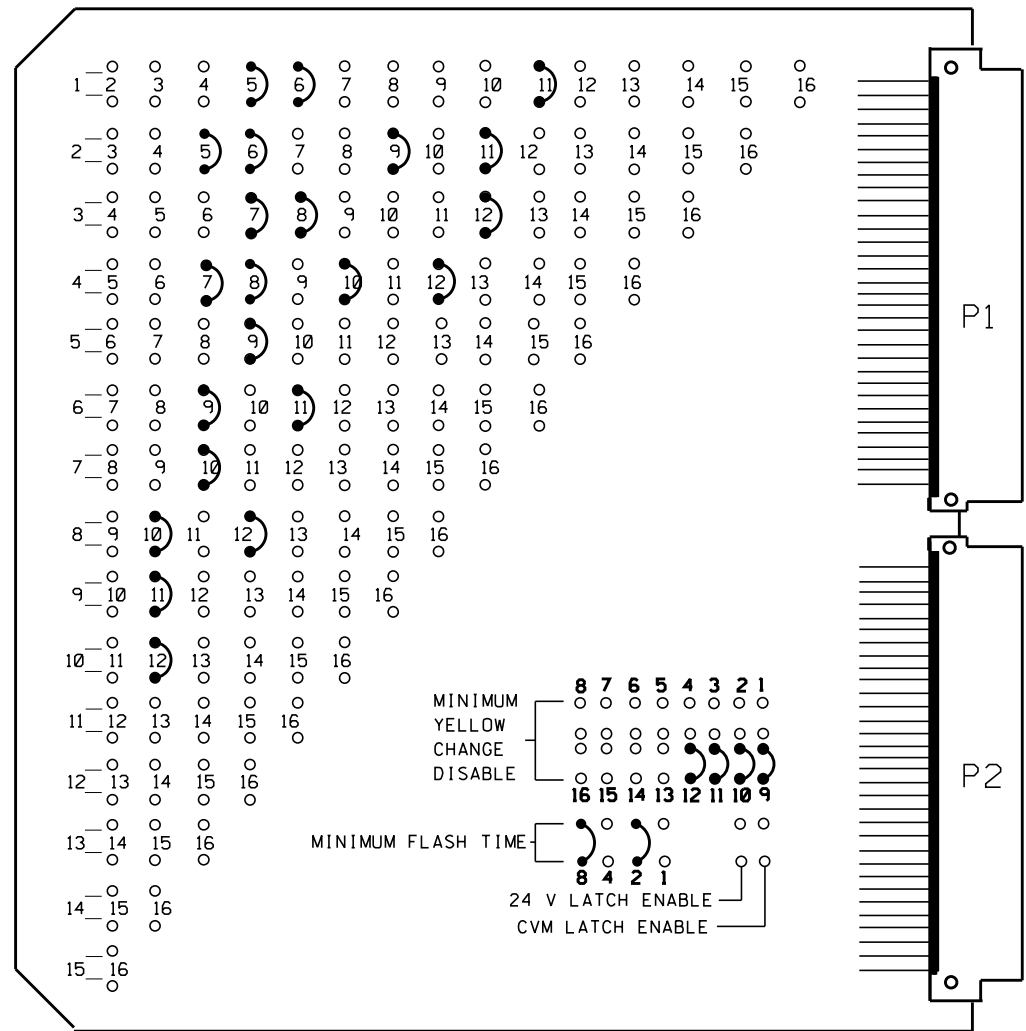 1 2 3 4 5 6 7 8 9 10 11 12 13 14 15 16
2 3 4 5 6 7 8 9 10 11 12 13 14 15 16
3 4 5 6 7 8 9 10 11 12 13 14 15 16
4 5 6 7 8 9 10 11 12 13 14 15 16
P1
5 6 7 8 9 10 11 12 13 14 15 16
6 7 8 9 10 11 12 13 14 15 16
7 8 9 10 11 12 13 14 15 16
8 9 10 11 12 13 14 15 16
9 10 11 12 13 14 15 16
10 11 12 13 14 15 16
11 12 13 14 15 16
12 13 14 15 16
13 14 15 16
14 15 16
15 16
8 7 6 5 4 3 2 1
MINIMUM
YELLOW
CHANGE
DISABLE
16 15 14 13 12 11 10 9
P2
MINIMUM FLASH TIME
8 4 2 1
24 V LATCH ENABLE
CVM LATCH ENABLE